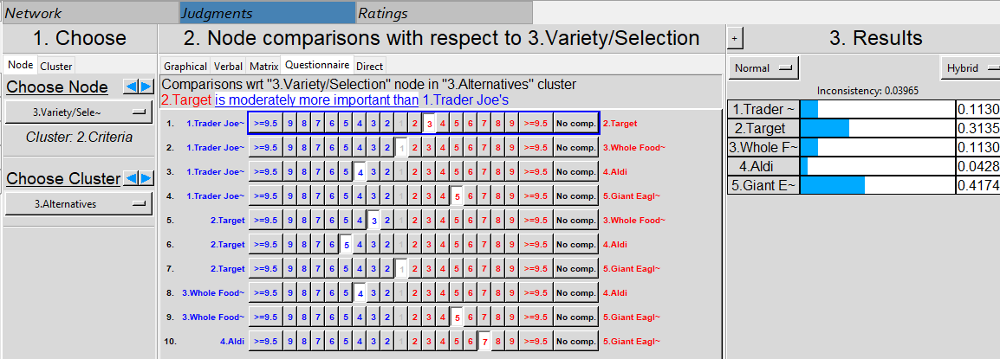 Network Judgments Ratings
1. Choose 2. Node comparisons with respect to 3.Variety/Selection + 3. Results
Node Cluster Graphical Verbal Matrix Questionnaire Direct Normal Hybrid
Choose Node Comparisons wrt "3.Variety/Selection" node in "3.Alternatives" cluster Inconsistency: 0.03965
2.Target is moderately more important than 1.Trader Joe's
3.Variety/Sele~
Cluster: 2.Criteria
Choose Cluster
3.Alternatives
1. 1.Trader Joe~ >=9.5 9 8 7 6 5 4 3 2 1 2 3 4 5 6 7 8 9 >=9.5 No comp. 2.Target
2. 1.Trader Joe~ >=9.5 9 8 7 6 5 4 3 2 1 2 3 4 5 6 7 8 9 >=9.5 No comp. 3.Whole Food~
3. 1.Trader Joe~ >=9.5 9 8 7 6 5 4 3 2 1 2 3 4 5 6 7 8 9 >=9.5 No comp. 4.Aldi
4. 1.Trader Joe~ >=9.5 9 8 7 6 5 4 3 2 1 2 3 4 5 6 7 8 9 >=9.5 No comp. 5.Giant Eagl~
5. 2.Target >=9.5 9 8 7 6 5 4 3 2 1 2 3 4 5 6 7 8 9 >=9.5 No comp. 3.Whole Food~
6. 2.Target >=9.5 9 8 7 6 5 4 3 2 1 2 3 4 5 6 7 8 9 >=9.5 No comp. 4.Aldi
7. 2.Target >=9.5 9 8 7 6 5 4 3 2 1 2 3 4 5 6 7 8 9 >=9.5 No comp. 5.Giant Eagl~
8. 3.Whole Food~ >=9.5 9 8 7 6 5 4 3 2 1 2 3 4 5 6 7 8 9 >=9.5 No comp. 4.Aldi
9. 3.Whole Food~ >=9.5 9 8 7 6 5 4 3 2 1 2 3 4 5 6 7 8 9 >=9.5 No comp. 5.Giant Eagl~
10. 4.Aldi >=9.5 9 8 7 6 5 4 3 2 1 2 3 4 5 6 7 8 9 >=9.5 No comp. 5.Giant Eagl~
1.Trader ~ 0.1130
2.Target 0.3135
3.Whole F~ 0.1130
4.Aldi 0.0428
5.Giant E~ 0.4174